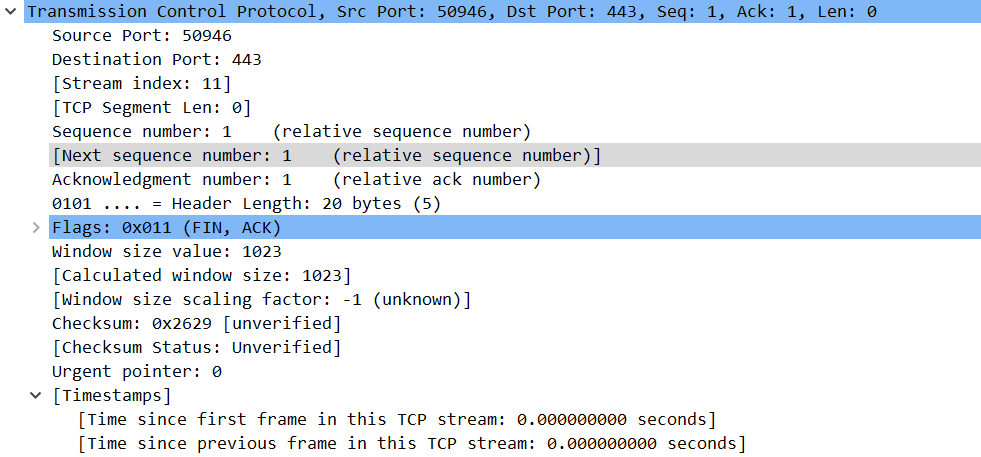 Transmission Control Protocol, Src Port: 50946, Dst Port: 443, Seq: 1, Ack: 1, Len: 0
Source Port: 50946
Destination Port: 443
[Stream index: 11]
[TCP Segment Len: 0]
Sequence number: 1    (relative sequence number)
[Next sequence number: 1    (relative sequence number)]
Acknowledgment number: 1    (relative ack number)
0101 .... = Header Length: 20 bytes (5)
Flags: 0x011 (FIN, ACK)
Window size value: 1023
[Calculated window size: 1023]
[Window size scaling factor: -1 (unknown)]
Checksum: 0x2629 [unverified]
[Checksum Status: Unverified]
Urgent pointer: 0
[Timestamps]
[Time since first frame in this TCP stream: 0.000000000 seconds]
[Time since previous frame in this TCP stream: 0.000000000 seconds]